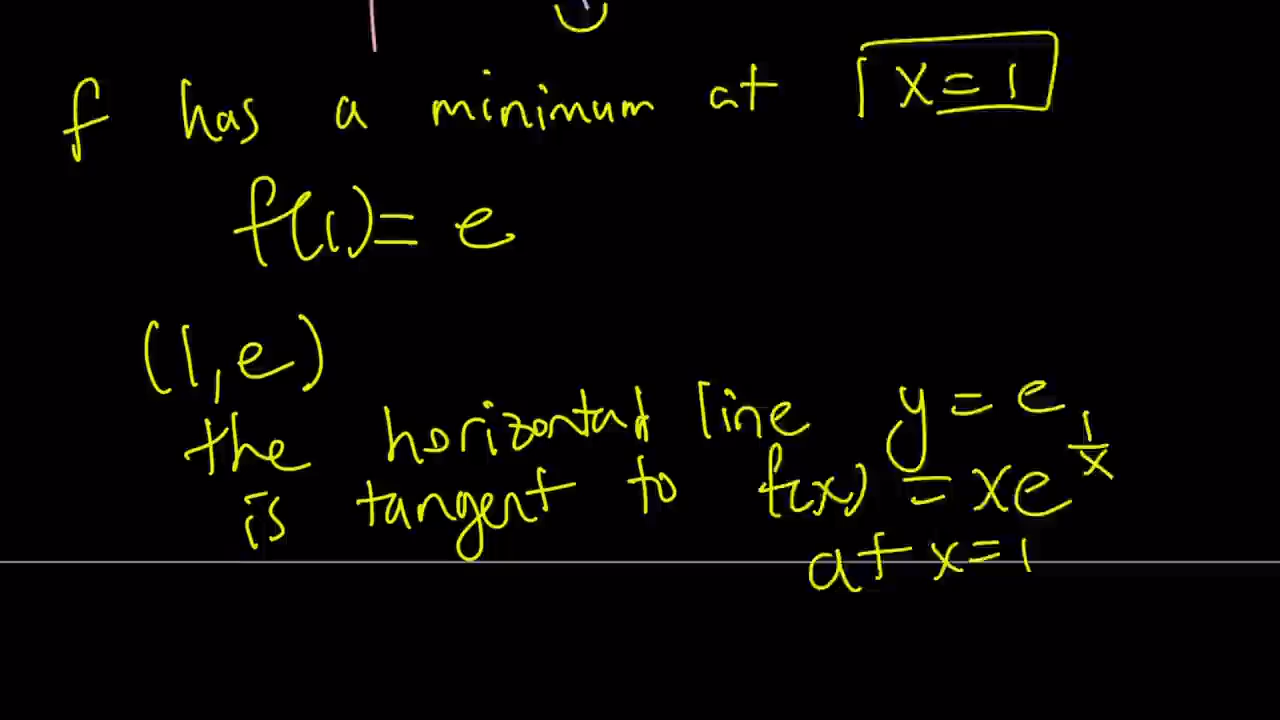 f has a minimum at x = 1
f(1) = e
(1, e)
the horizontal line y = e
is tangent to f(x) = xe^{1/x}
at x = 1